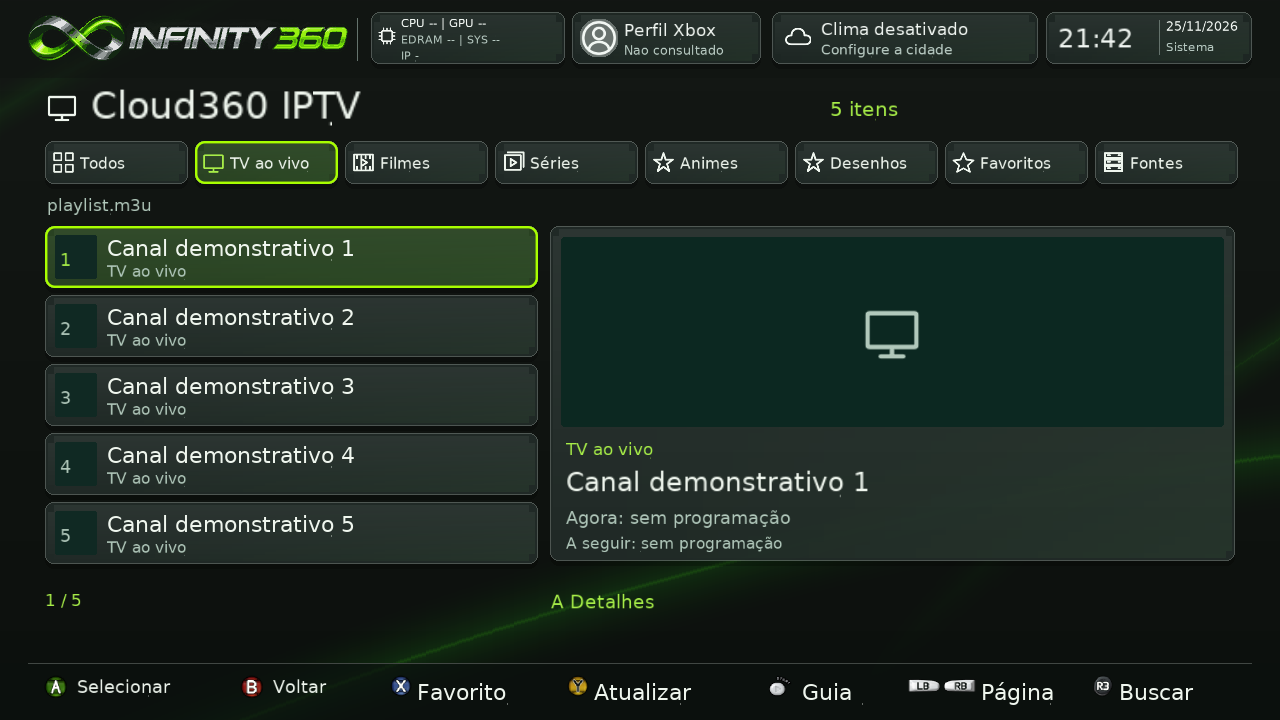 INFINITY 360
CPU -- | GPU --
EDRAM -- | SYS --
IP -
Perfil Xbox
Nao consultado
Clima desativado
Configure a cidade
21:42
25/11/2026
Sistema
Cloud360 IPTV
5 itens
Todos
TV ao vivo
Filmes
Séries
Animes
Desenhos
Favoritos
Fontes
playlist.m3u
1
Canal demonstrativo 1
TV ao vivo
2
Canal demonstrativo 2
TV ao vivo
3
Canal demonstrativo 3
TV ao vivo
4
Canal demonstrativo 4
TV ao vivo
5
Canal demonstrativo 5
TV ao vivo
TV ao vivo
Canal demonstrativo 1
Agora: sem programação
A seguir: sem programação
1 / 5
A Detalhes
A Selecionar
B Voltar
X Favorito
Y Atualizar
Guia
LB RB Página
R3 Buscar